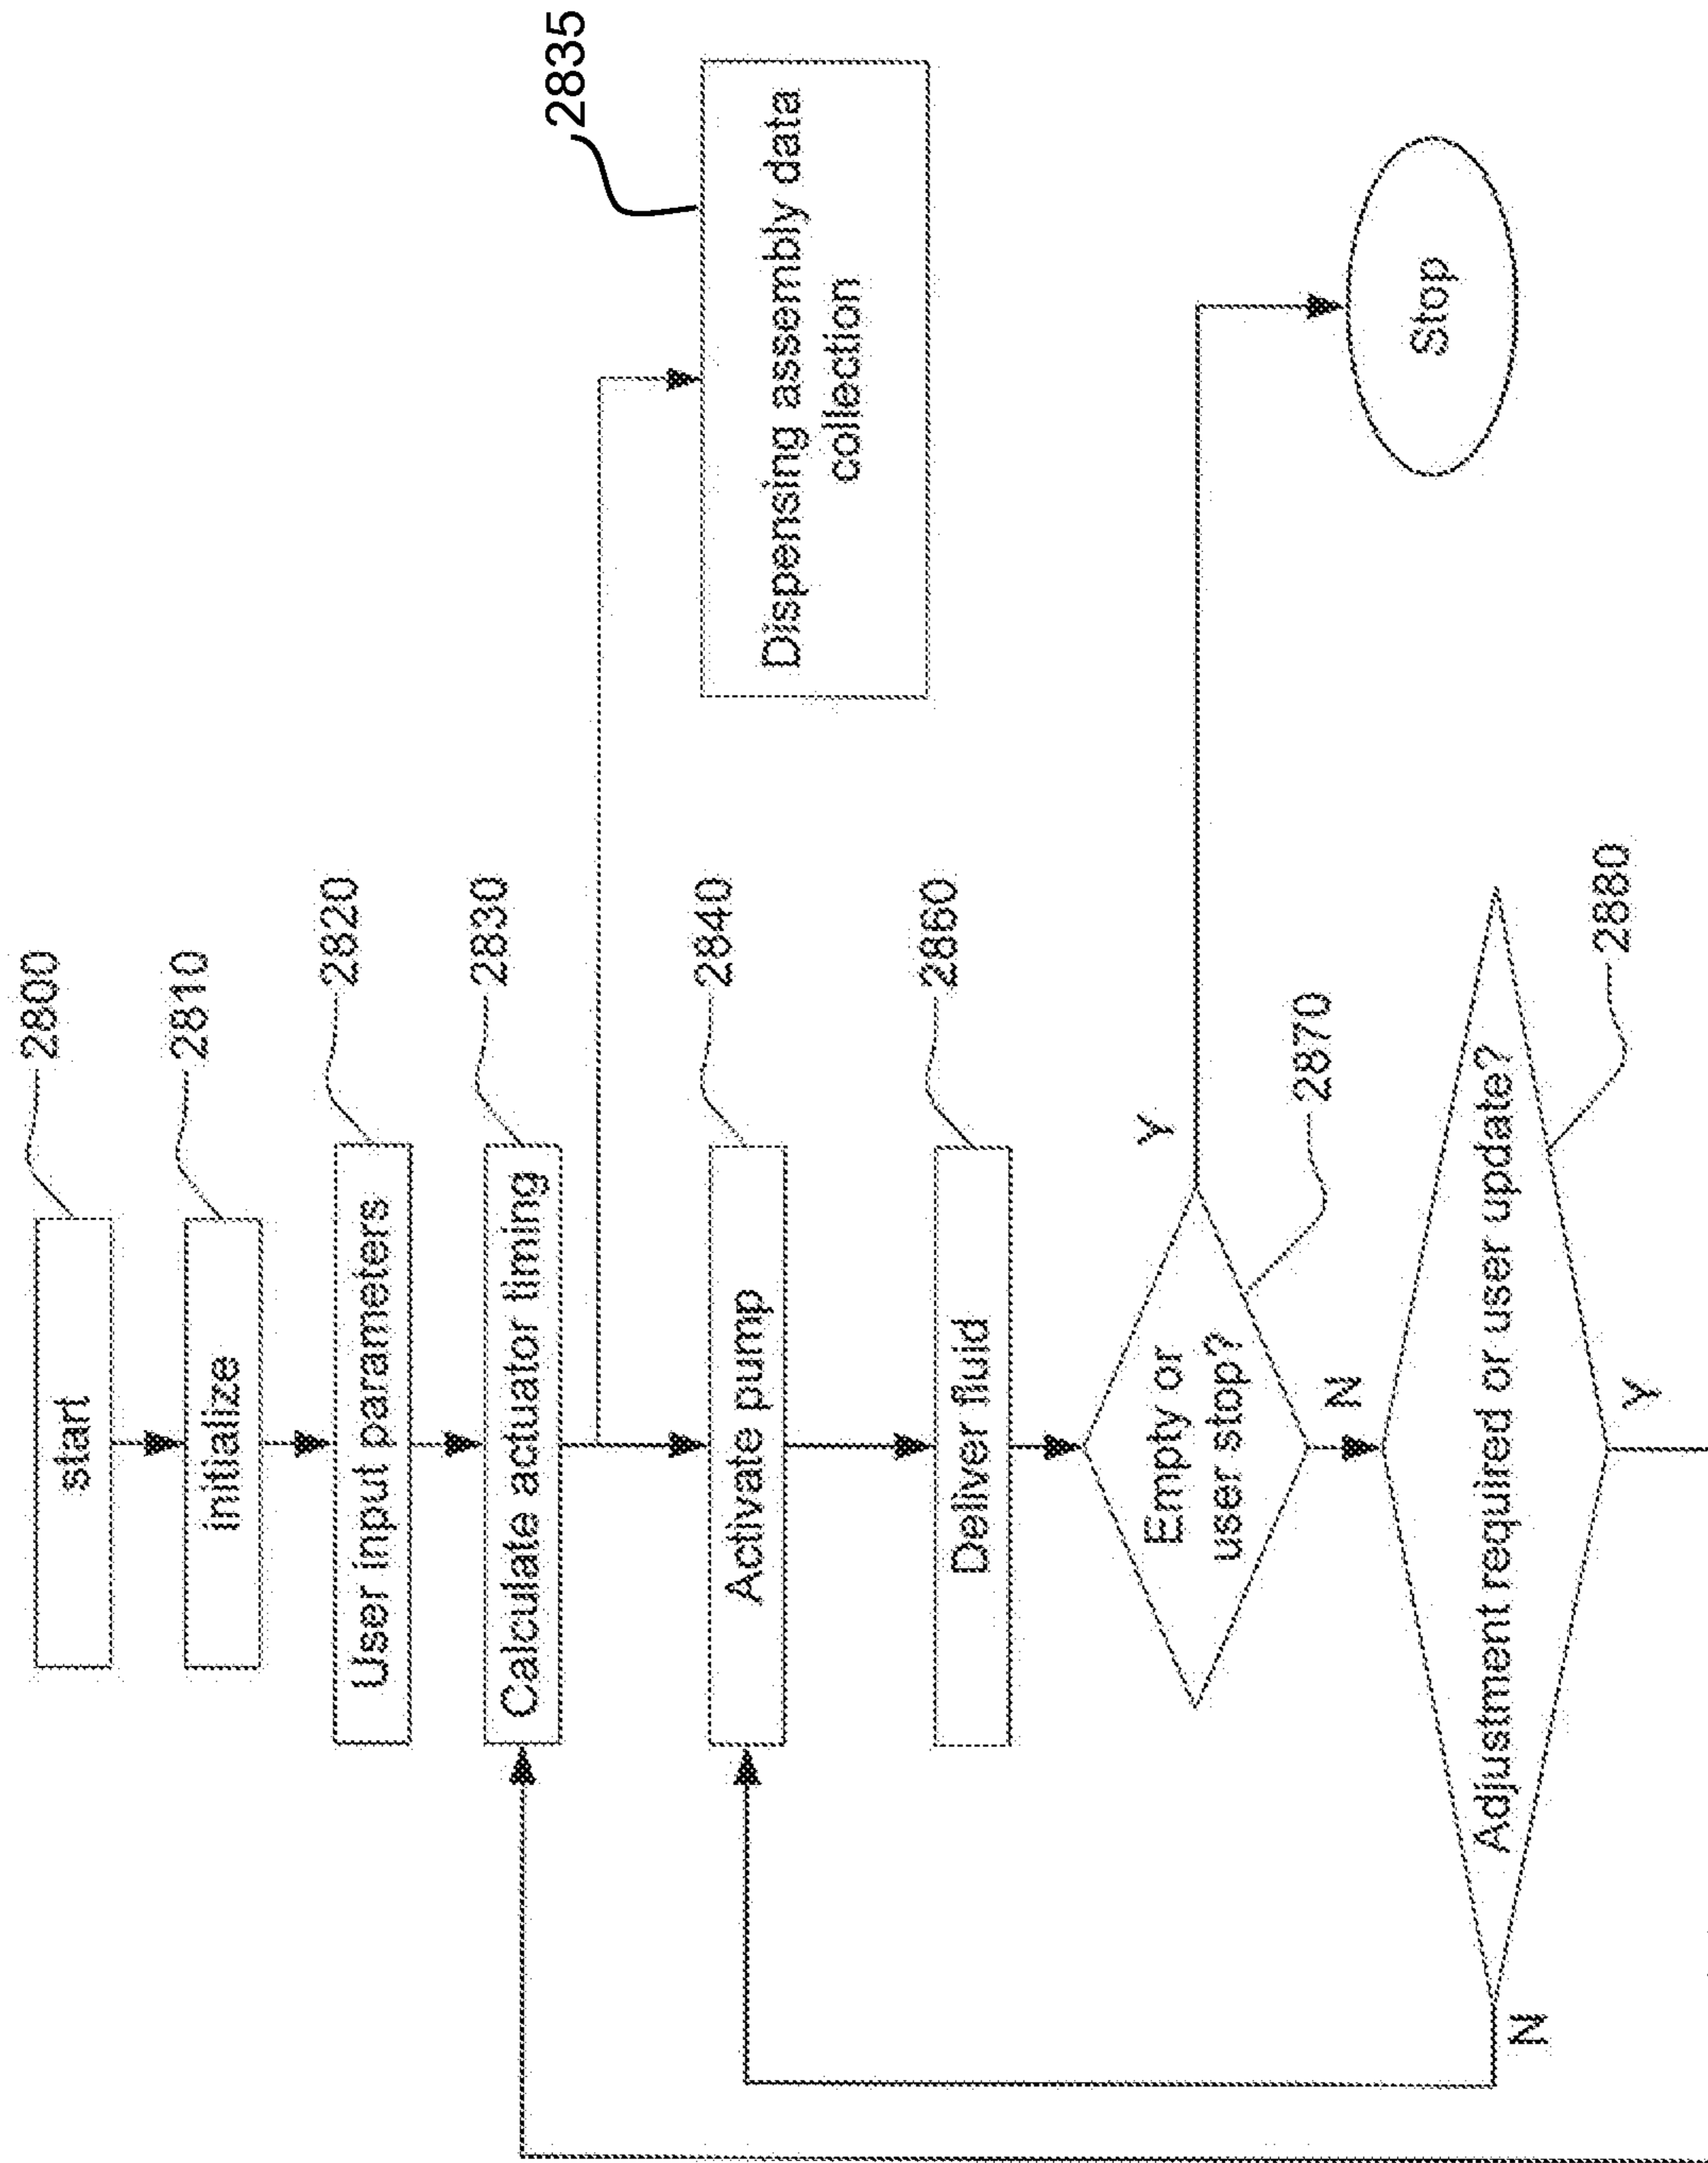 start
2800
initialize
2810
User input parameters
2820
Calculate actuator timing
2830
Dispensing assembly data
collection
2835
Activate pump
2840
Deliver fluid
2860
Empty or
user stop?
2870
Y
Stop
N
Adjustment required or user update?
2880
N
Y